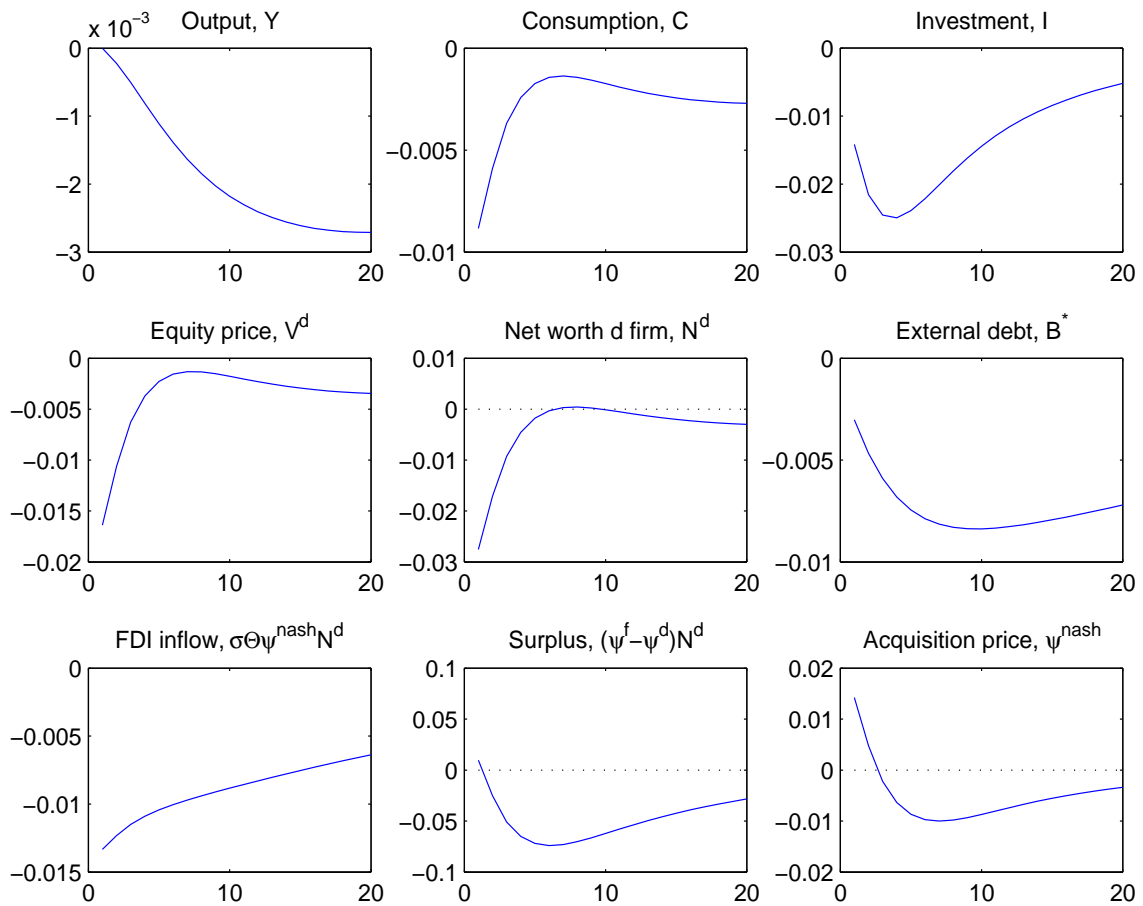 x 10^-3 Output, Y
0
−1
−2
−3
0 10 20
Consumption, C
0
−0.005
−0.01
0 10 20
Investment, I
0
−0.01
−0.02
−0.03
0 10 20
Equity price, V^d
0
−0.005
−0.01
−0.015
−0.02
0 10 20
Net worth d firm, N^d
0.01
0
−0.01
−0.02
−0.03
0 10 20
External debt, B^*
0
−0.005
−0.01
0 10 20
FDI inflow, σΘψ^nash N^d
0
−0.005
−0.01
−0.015
0 10 20
Surplus, (ψ^f−ψ^d)N^d
0.1
0.05
0
−0.05
−0.1
0 10 20
Acquisition price, ψ^nash
0.02
0.01
0
−0.01
−0.02
0 10 20